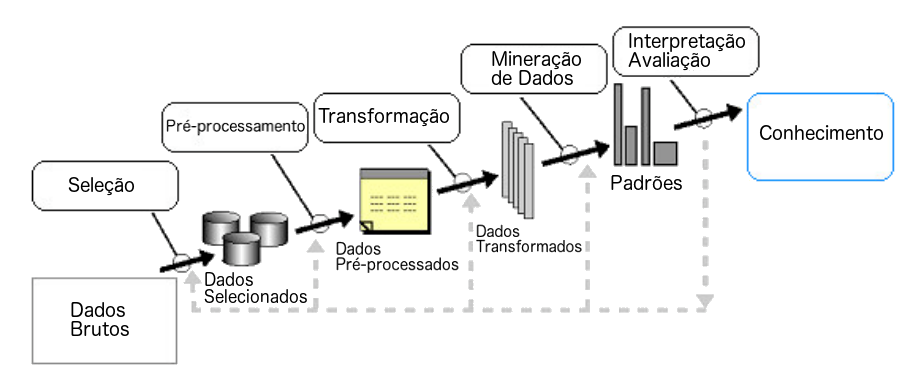 Interpretação
Avaliação
Mineração
de Dados
Transformação
Pré-processamento
Conhecimento
Seleção
Padrões
Dados
Transformados
Dados
Pré-processados
Dados
Selecionados
Dados
Brutos